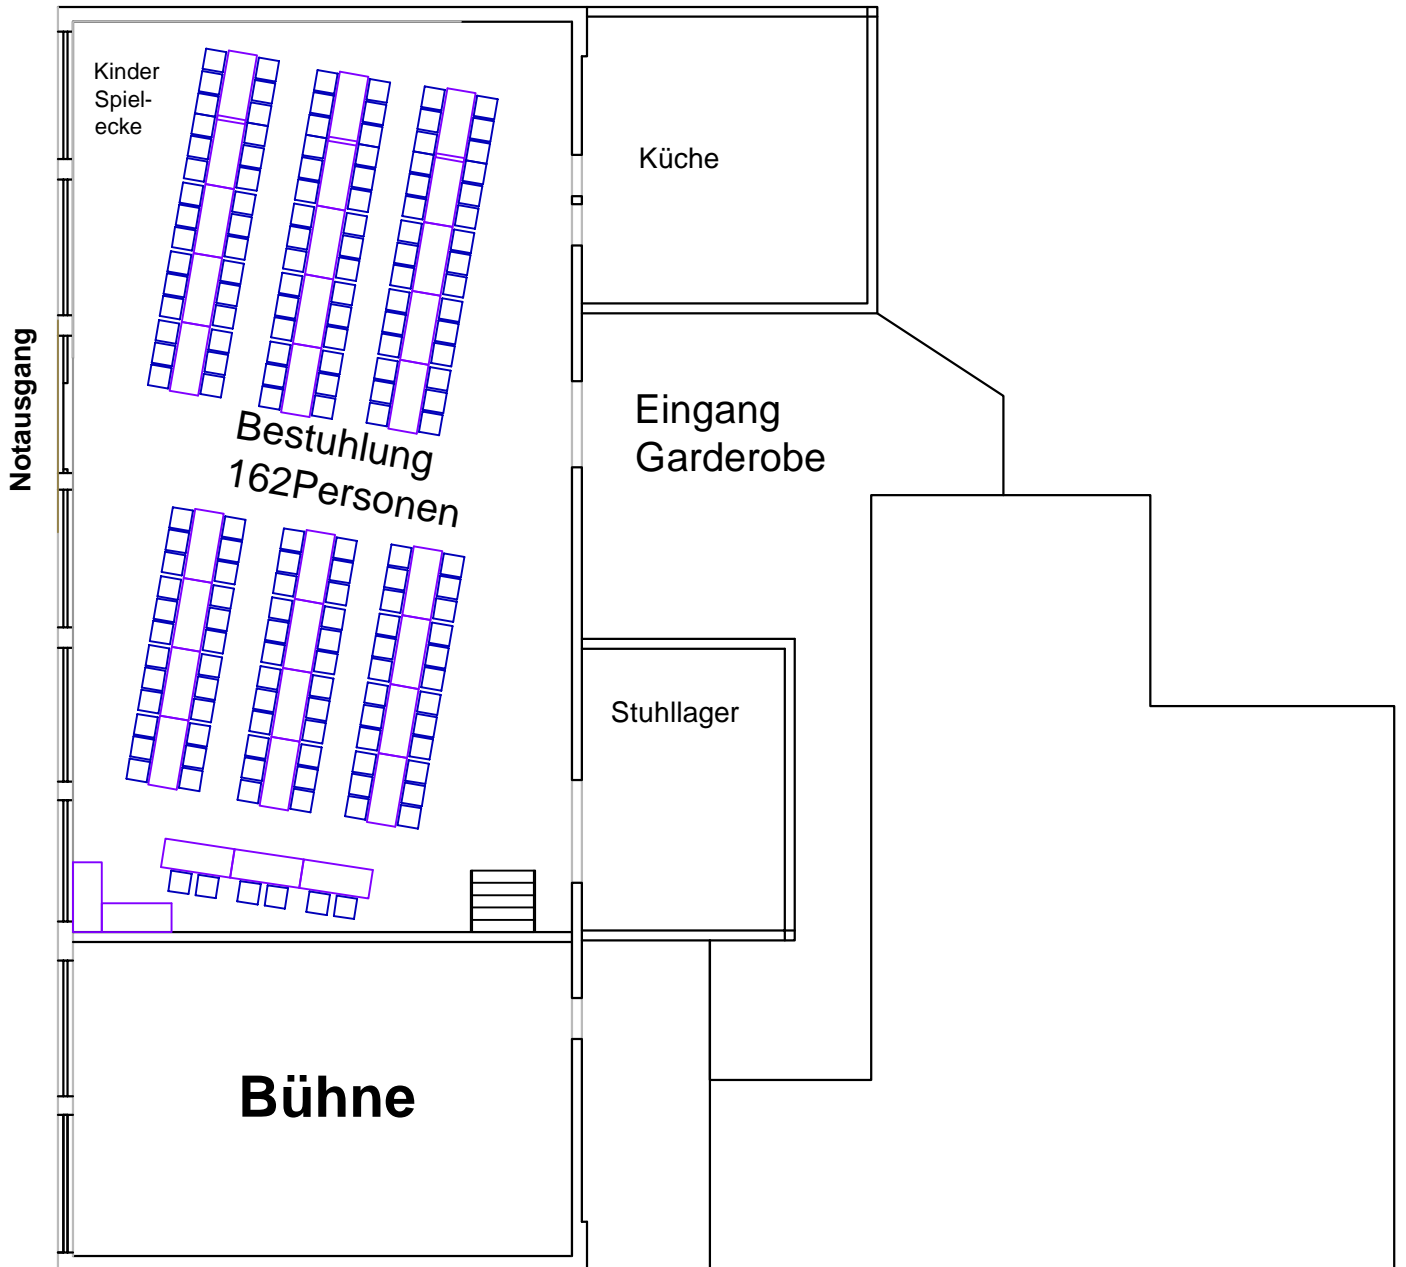 Kinder
Spiel-
ecke
Küche
Notausgang
Eingang
Garderobe
Bestuhlung
162Personen
Stuhllager
Bühne